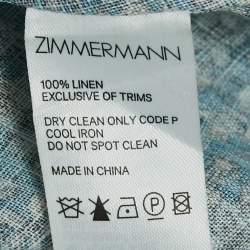 ZIMMERMANN
100% LINEN
EXCLUSIVE OF TRIMS
DRY CLEAN ONLY CODE P
COOL IRON
DO NOT SPOT CLEAN
MADE IN CHINA
P